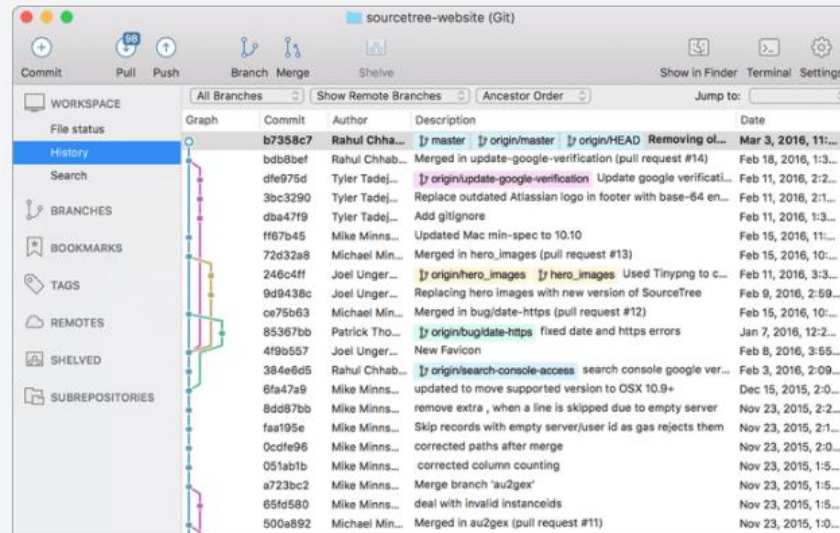 sourcetree-website (Git)
98
Commit Pull Push Branch Merge Shelve Show in Finder Terminal Settings
WORKSPACE
File status
History
Search
BRANCHES
BOOKMARKS
TAGS
REMOTES
SHELVED
SUBREPOSITORIES
All Branches Show Remote Branches Ancestor Order Jump to:
Graph Commit Author Description Date
b7358c7 Rahul Chha... master origin/master origin/HEAD Removing ol... Mar 3, 2016, 11:...
bdb8bef Rahul Chhab... Merged in update-google-verification (pull request #14) Feb 18, 2016, 1:3...
dfe975d Tyler Tadej... origin/update-google-verification Update google verificati... Feb 11, 2016, 2:2...
3bc3290 Tyler Tadej... Replace outdated Atlassian logo in footer with base-64 en... Feb 11, 2016, 2:1...
dba47f9 Tyler Tadej... Add gitignore Feb 11, 2016, 1:3...
ff67b45 Mike Minns... Updated Mac min-spec to 10.10 Feb 15, 2016, 11:...
72d32a8 Michael Min... Merged in hero_images (pull request #13) Feb 15, 2016, 10:...
246c4ff Joel Unger... origin/hero_images hero_images Used Tinypng to c... Feb 11, 2016, 3:3...
9d9438c Joel Unger... Replacing hero images with new version of SourceTree Feb 9, 2016, 2:59...
ce75b63 Michael Min... Merged in bug/date-https (pull request #12) Feb 15, 2016, 10:...
85367bb Patrick Tho... origin/bug/date-https fixed date and https errors Jan 7, 2016, 12:2...
4f9b557 Joel Unger... New Favicon Feb 8, 2016, 3:55...
384e6d5 Rahul Chhab... origin/search-console-access search console google ver... Feb 3, 2016, 2:09...
6fa47a9 Mike Minns... updated to move supported version to OSX 10.9+ Dec 15, 2015, 2:0...
8dd87bb Mike Minns... remove extra , when a line is skipped due to empty server Nov 23, 2015, 2:2...
faa195e Mike Minns... Skip records with empty server/user id as gas rejects them Nov 23, 2015, 2:1...
0cdfe96 Mike Minns... corrected paths after merge Nov 23, 2015, 2:0...
051ab1b Mike Minns... corrected column counting Nov 23, 2015, 1:5...
a723bc2 Mike Minns... Merge branch 'au2gex' Nov 23, 2015, 1:5...
65fd580 Mike Minns... deal with invalid instanceids Nov 23, 2015, 1:5...
500a892 Michael Min... Merged in au2gex (pull request #11) Nov 23, 2015, 1:0...